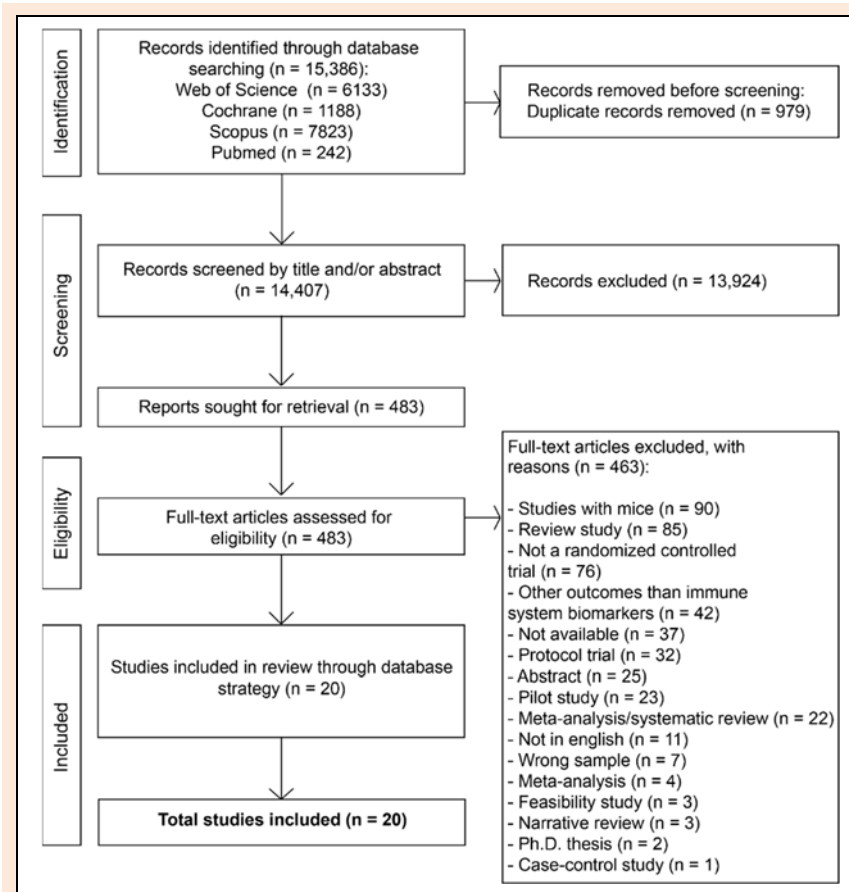 Identification
Records identified through database
searching (n = 15,386):
Web of Science (n = 6133)
Cochrane (n = 1188)
Scopus (n = 7823)
Pubmed (n = 242)
Records removed before screening:
Duplicate records removed (n = 979)
Screening
Records screened by title and/or abstract
(n = 14,407)
Records excluded (n = 13,924)
Reports sought for retrieval (n = 483)
Eligibility
Full-text articles assessed for
eligibility (n = 483)
Full-text articles excluded, with
reasons (n = 463):
- Studies with mice (n = 90)
- Review study (n = 85)
- Not a randomized controlled
trial (n = 76)
- Other outcomes than immune
system biomarkers (n = 42)
- Not available (n = 37)
- Protocol trial (n = 32)
- Abstract (n = 25)
- Pilot study (n = 23)
- Meta-analysis/systematic review (n = 22)
- Not in english (n = 11)
- Wrong sample (n = 7)
- Meta-analysis (n = 4)
- Feasibility study (n = 3)
- Narrative review (n = 3)
- Ph.D. thesis (n = 2)
- Case-control study (n = 1)
Included
Studies included in review through database
strategy (n = 20)
Total studies included (n = 20)